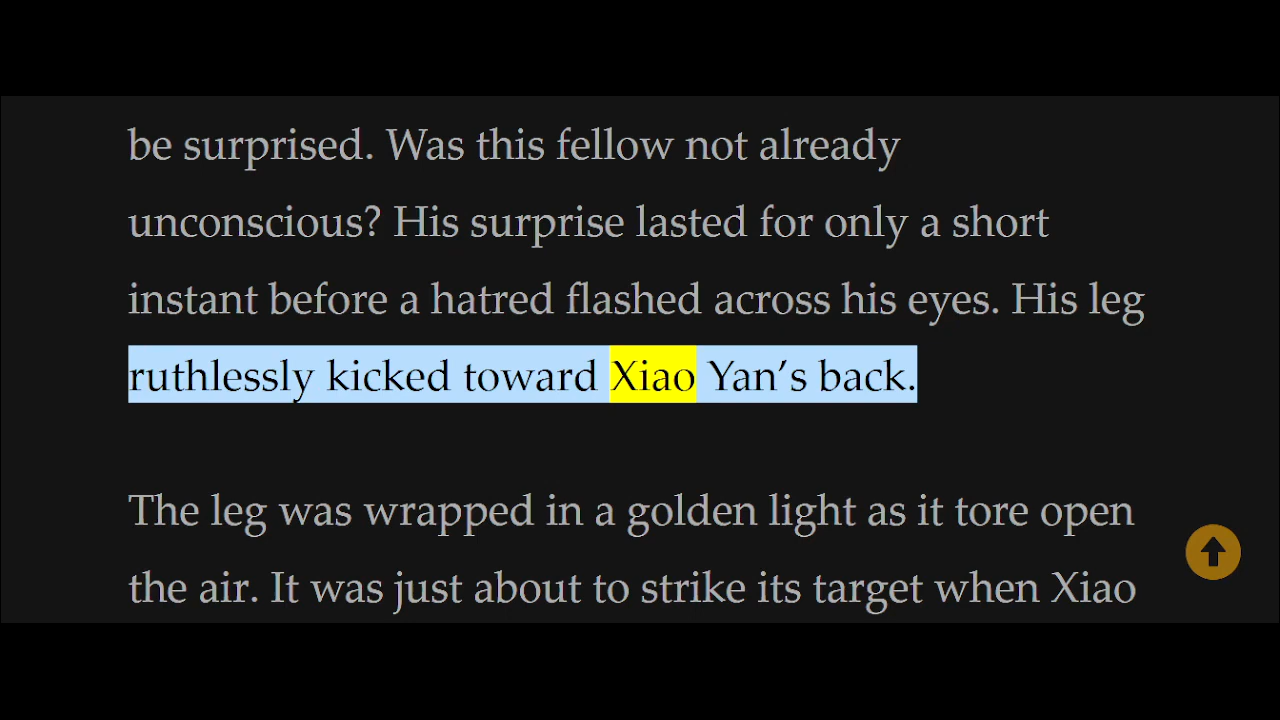 be surprised. Was this fellow not already
unconscious? His surprise lasted for only a short
instant before a hatred flashed across his eyes. His leg
ruthlessly kicked toward Xiao Yan’s back.
The leg was wrapped in a golden light as it tore open
the air. It was just about to strike its target when Xiao